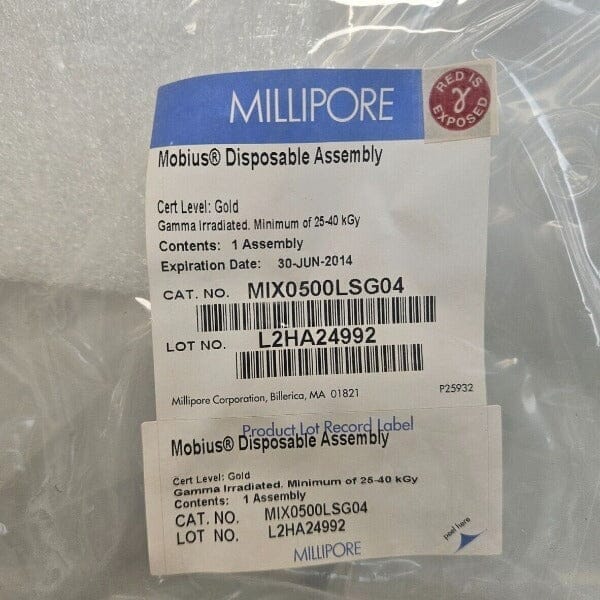 MILLIPORE
RED IS
γ
EXPOSED
Mobius® Disposable Assembly
Cert Level: Gold
Gamma Irradiated. Minimum of 25-40 kGy
Contents: 1 Assembly
Expiration Date: 30-JUN-2014
CAT. NO. MIX0500LSG04
LOT NO. L2HA24992
Millipore Corporation, Billerica, MA 01821
P25932
Product Lot Record Label
Mobius® Disposable Assembly
Cert Level: Gold
Gamma Irradiated. Minimum of 25-40 kGy
Contents: 1 Assembly
CAT. NO. MIX0500LSG04
LOT NO. L2HA24992
peel here
MILLIPORE